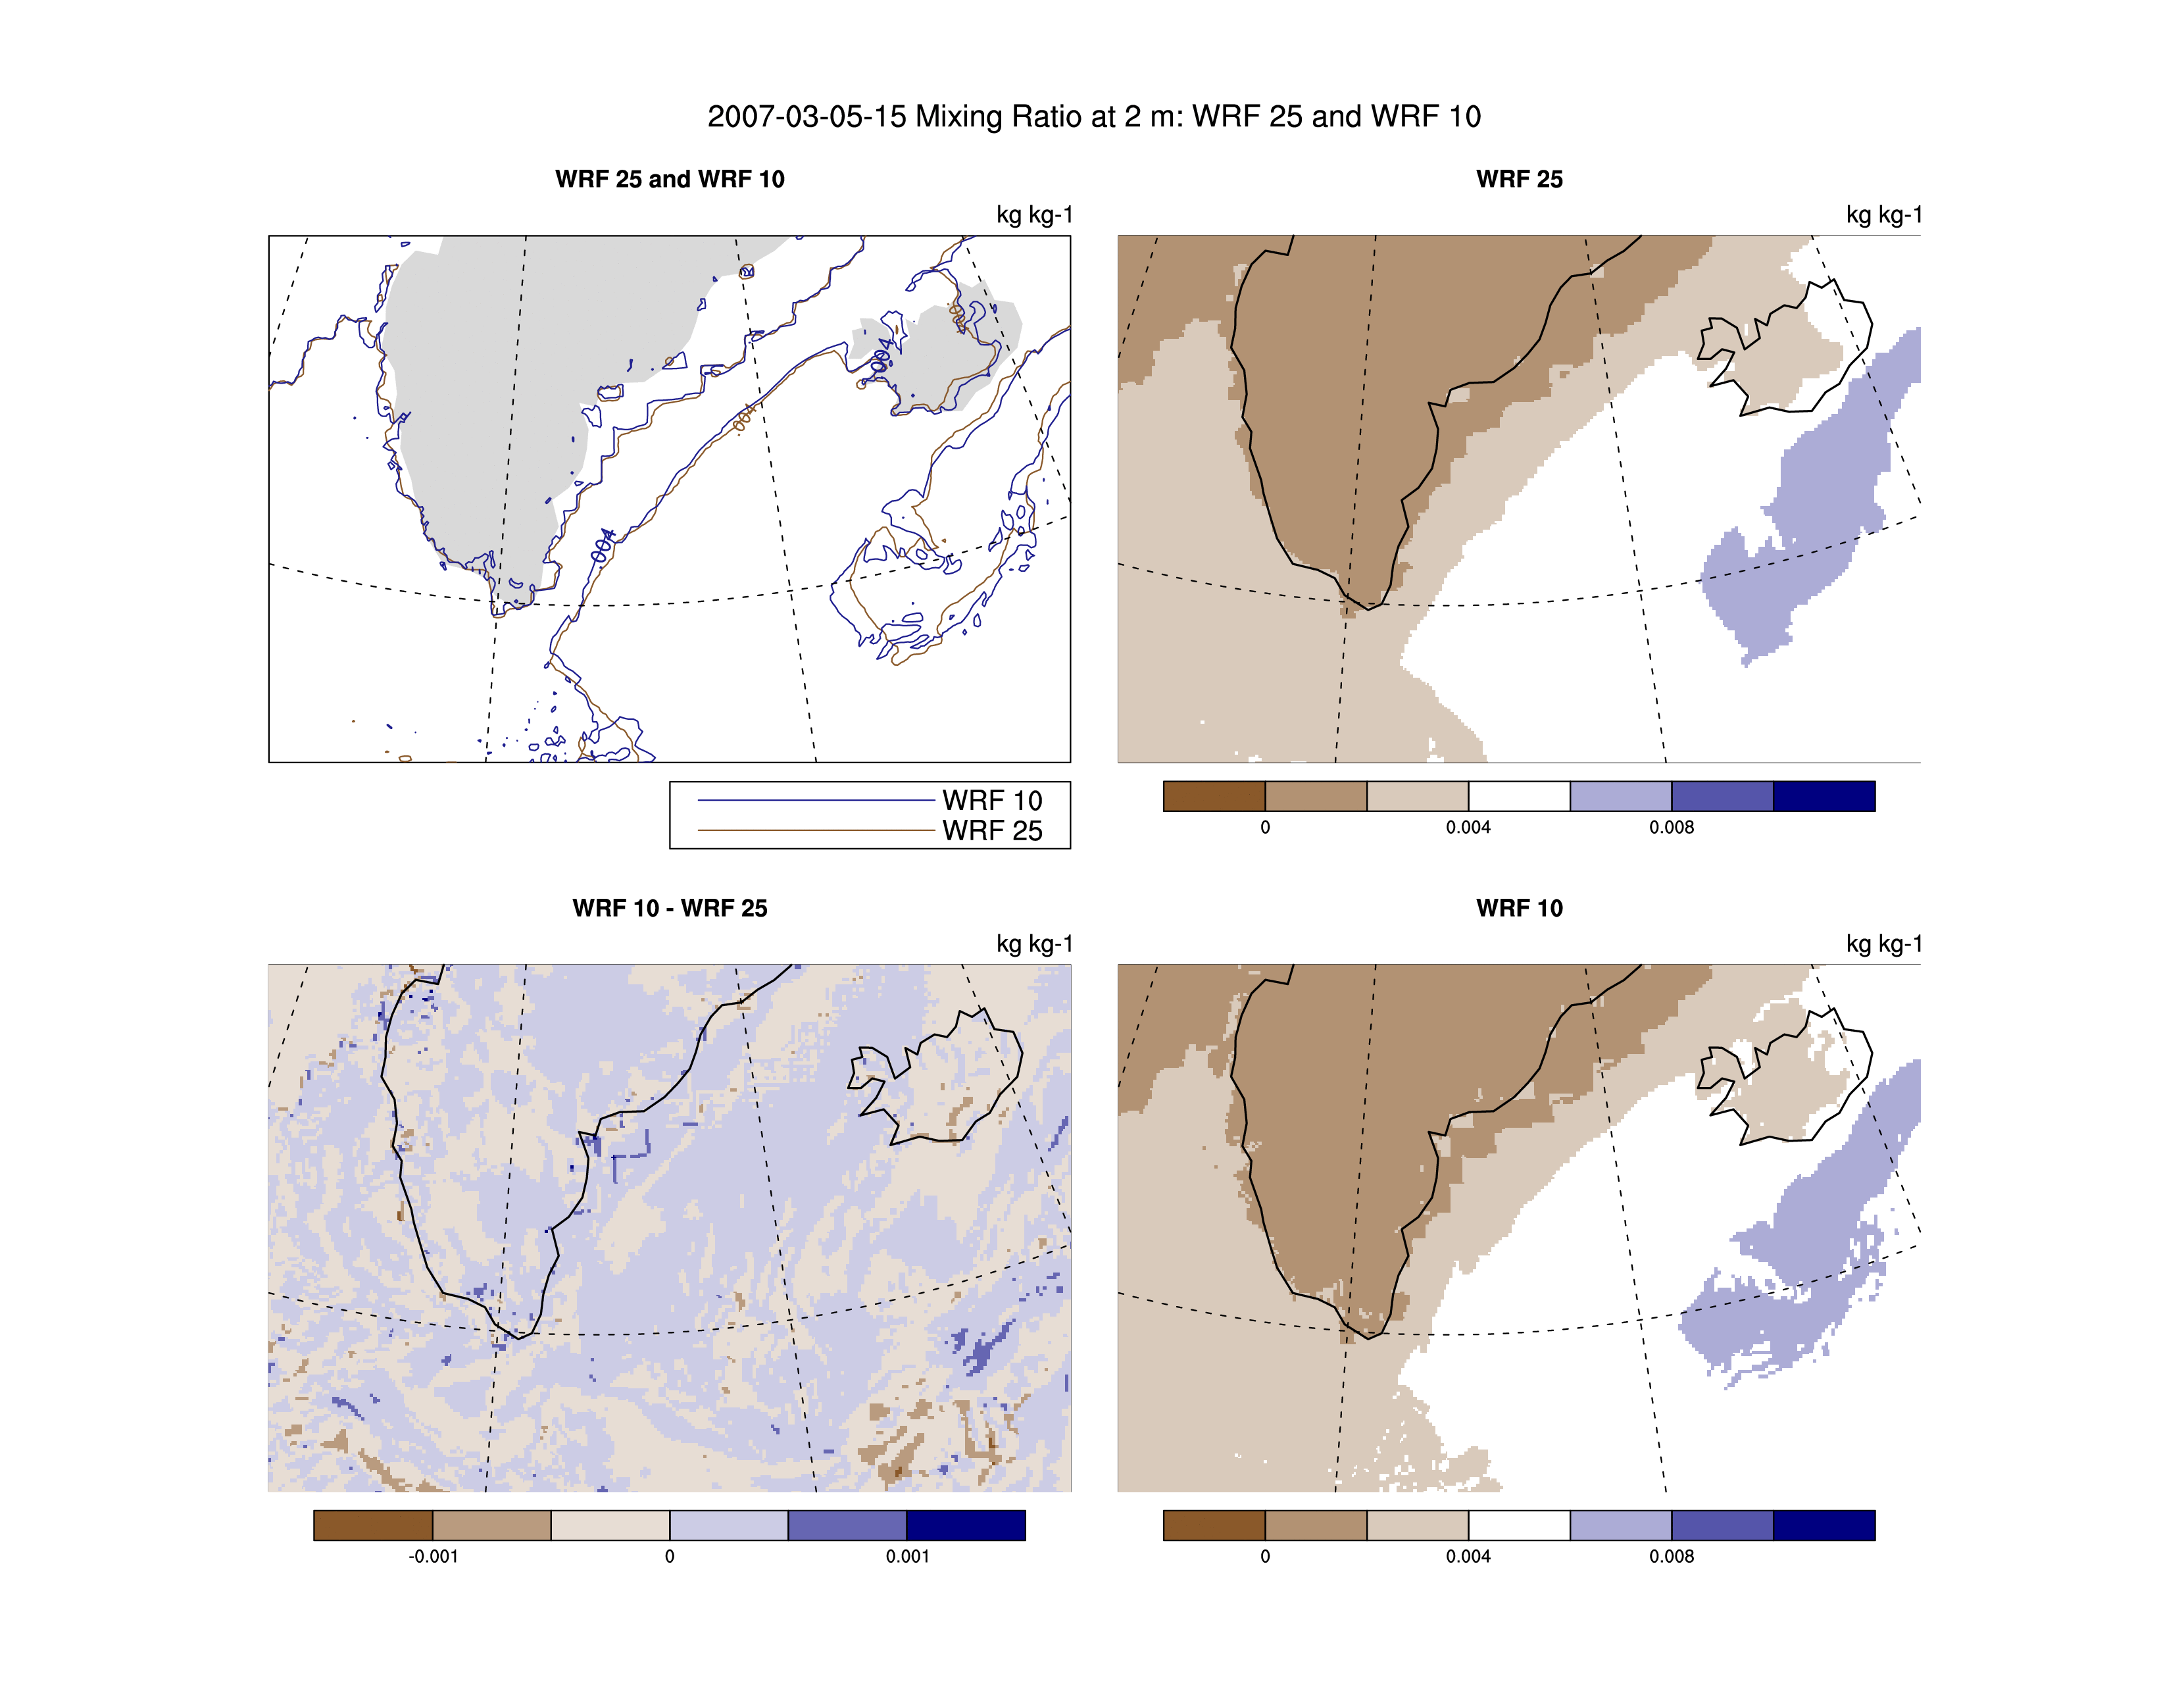 2007-03-05-15 Mixing Ratio at 2 m: WRF 25 and WRF 10
WRF 25 and WRF 10
kg kg-1
.004
.004
.004
WRF 10
WRF 25
WRF 25
kg kg-1
0 0.004 0.008
WRF 10 - WRF 25
kg kg-1
-0.001 0 0.001
WRF 10
kg kg-1
0 0.004 0.008